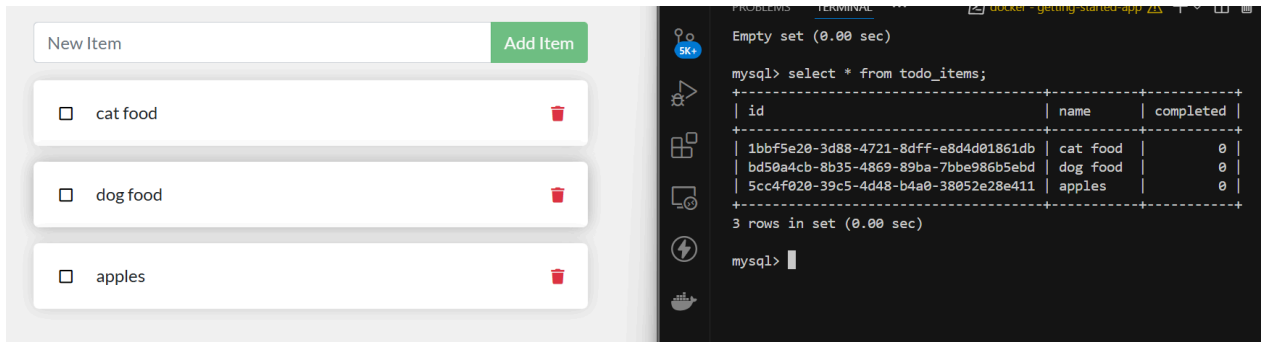 New Item
Add Item
cat food
dog food
apples
PROBLEMS TERMINAL ...
docker - getting-started-app
5K+
Empty set (0.00 sec)
mysql> select * from todo_items;
+--------------------------------------+-----------+-----------+
| id | name | completed |
+--------------------------------------+-----------+-----------+
| 1bbf5e20-3d88-4721-8dff-e8d4d01861db | cat food | 0 |
| bd50a4cb-8b35-4869-89ba-7bbe986b5ebd | dog food | 0 |
| 5cc4f020-39c5-4d48-b4a0-38052e28e411 | apples | 0 |
+--------------------------------------+-----------+-----------+
3 rows in set (0.00 sec)
mysql>